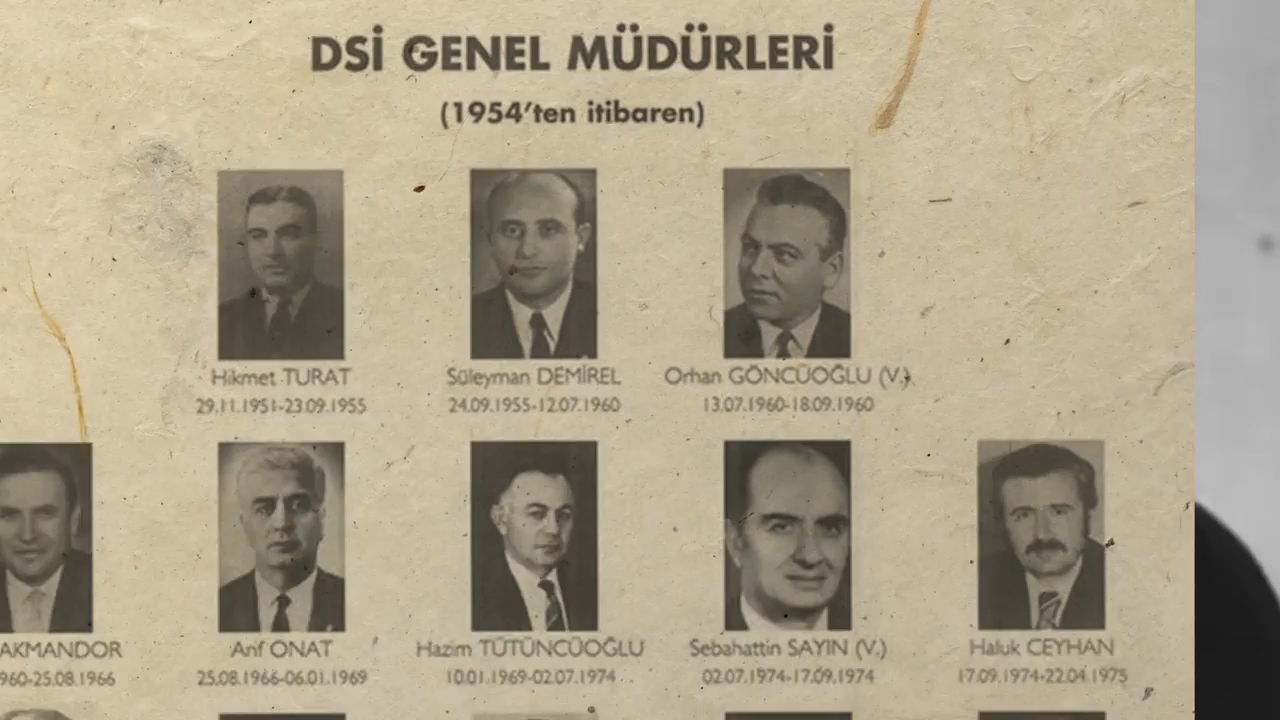 DSİ GENEL MÜDÜRLERİ
(1954'ten itibaren)
Hikmet TURAT
29.11.1951-23.09.1955
Süleyman DEMİREL
24.09.1955-12.07.1960
Orhan GÖNCÜOĞLU (V.)
13.07.1960-18.09.1960
AKMANDOR
960-25.08.1966
Arif ONAT
25.08.1966-06.01.1969
Hazim TÜTÜNCÜOĞLU
10.01.1969-02.07.1974
Sebahattin SAYIN (V.)
02.07.1974-17.09.1974
Haluk CEYHAN
17.09.1974-22.04.1975